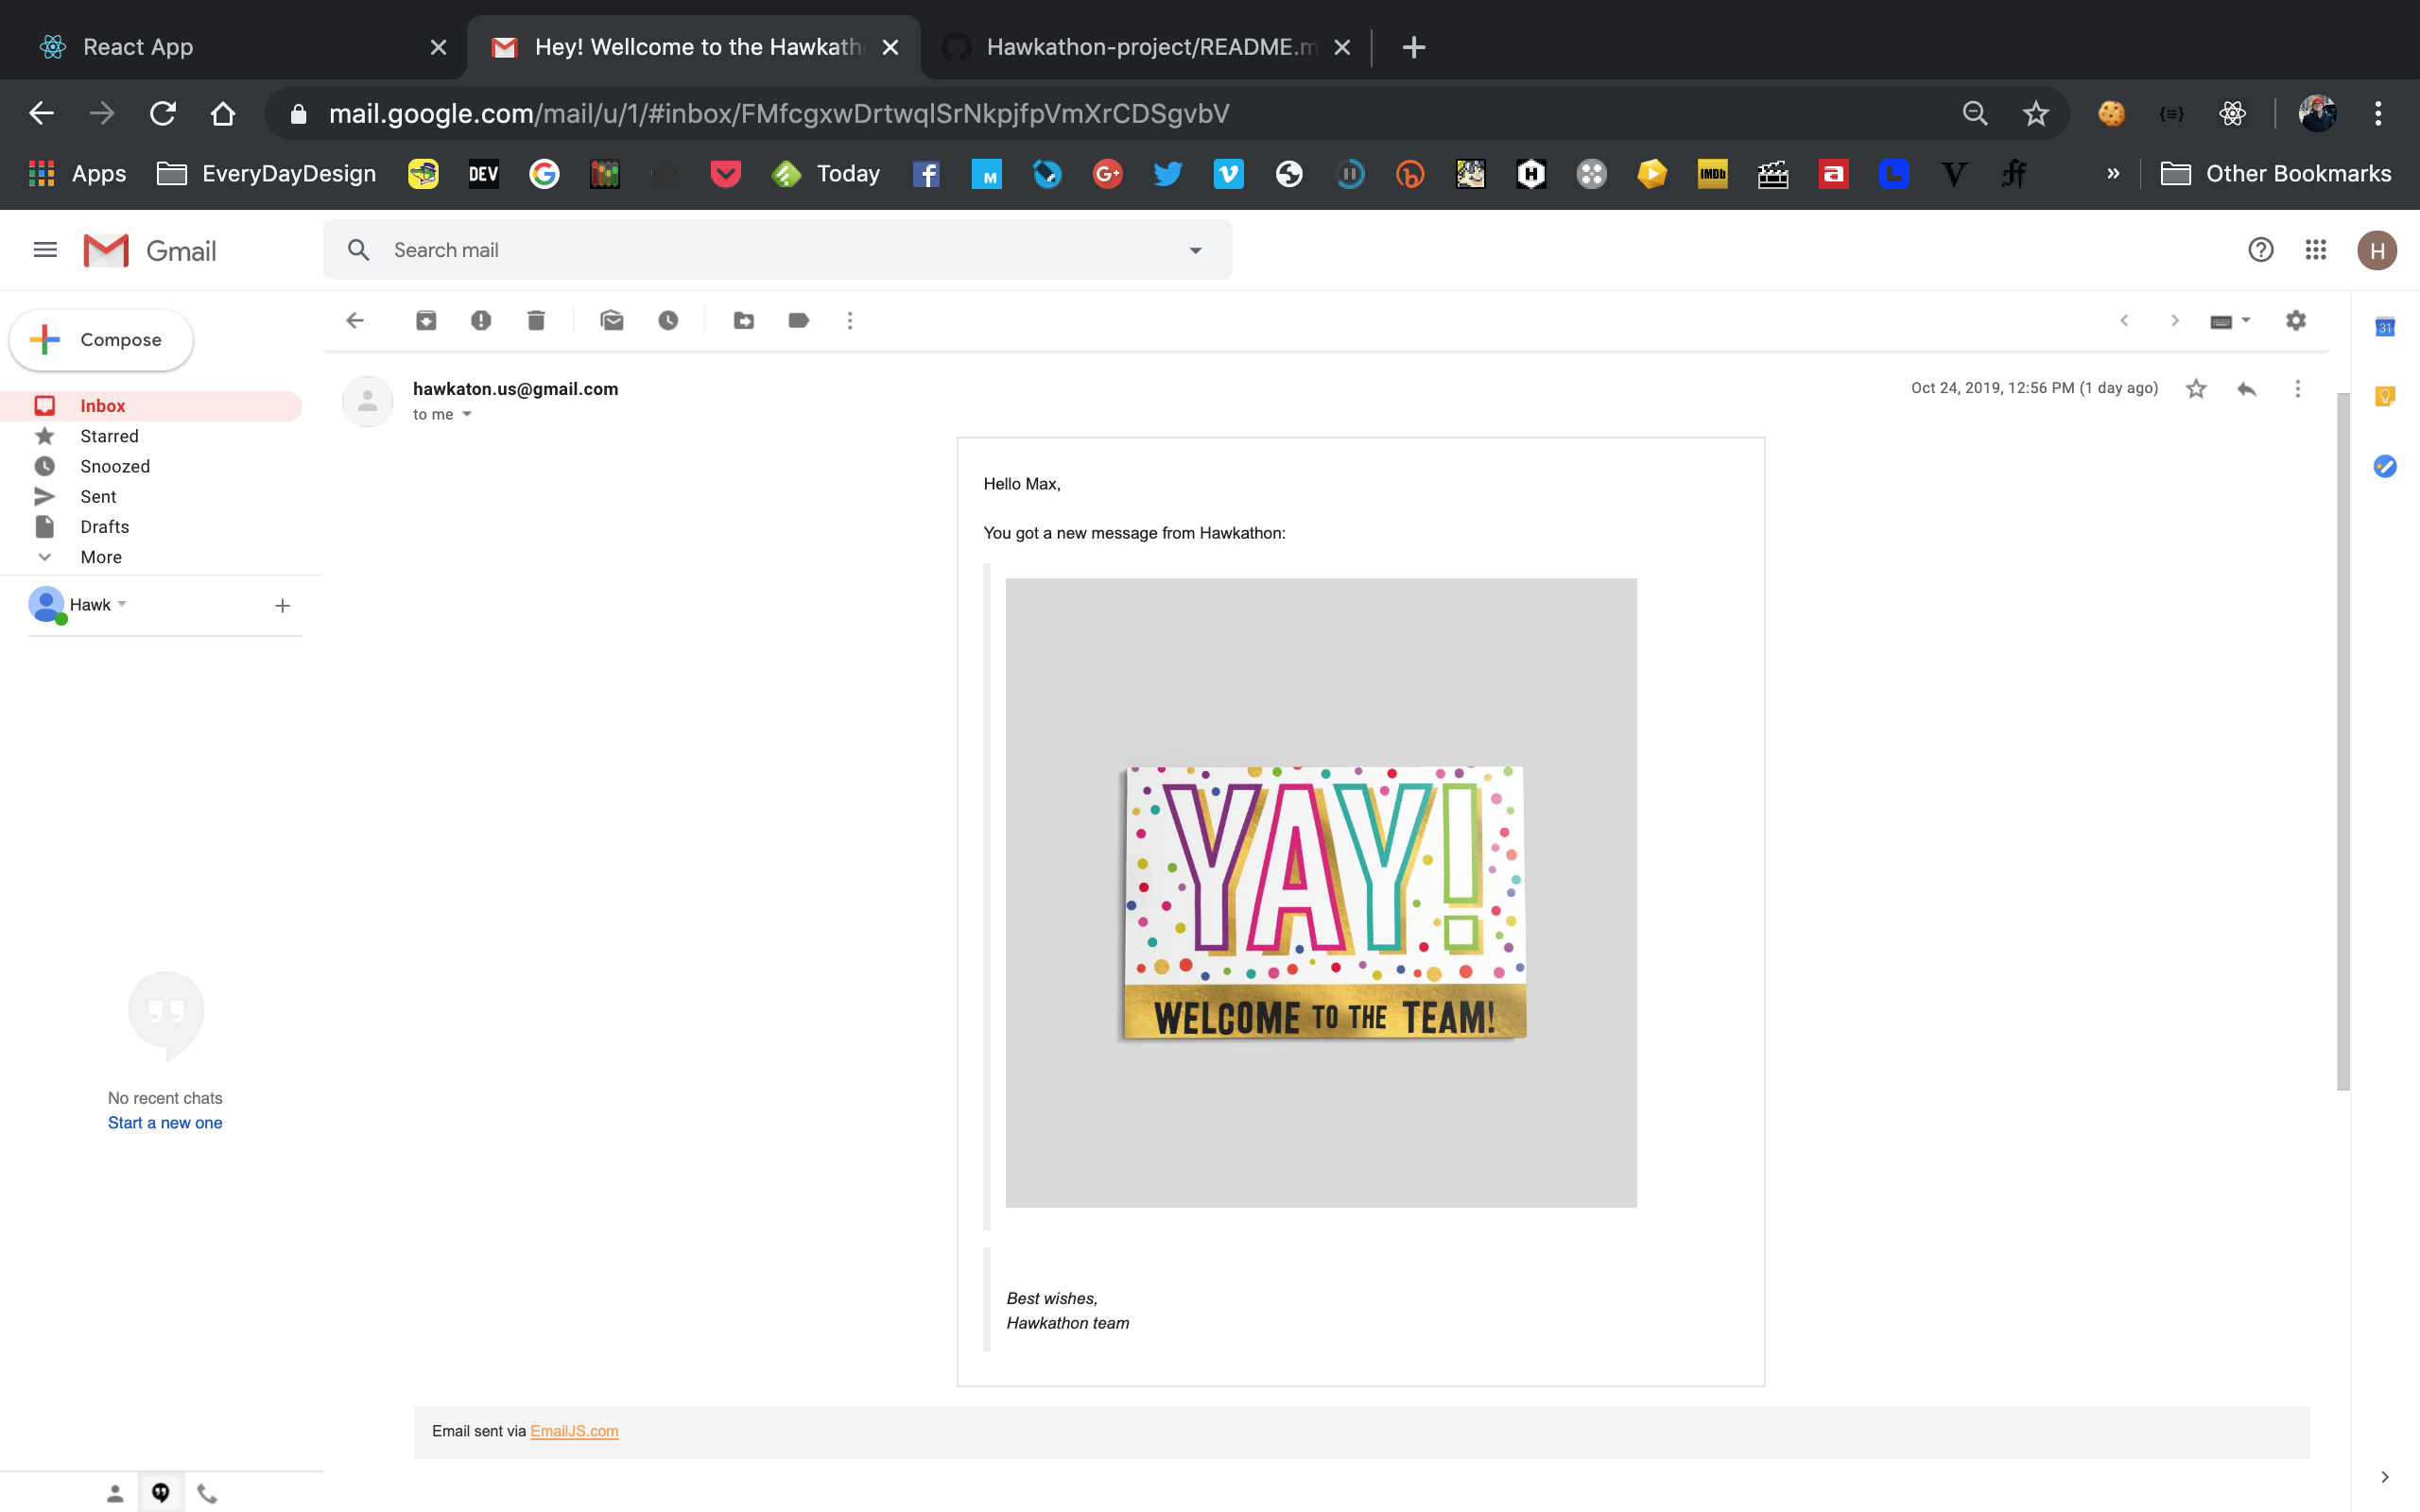 React App
Hey! Wellcome to the Hawkath
Hawkathon-project/README.m
mail.google.com/mail/u/1/#inbox/FMfcgxwDrtwqlSrNkpjfpVmXrCDSgvbV
Apps
EveryDayDesign
DEV
Today
IMDb
Other Bookmarks
Gmail
Search mail
H
Compose
Inbox
Starred
Snoozed
Sent
Drafts
More
Hawk
No recent chats
Start a new one
hawkaton.us@gmail.com
to me
Oct 24, 2019, 12:56 PM (1 day ago)
31
Hello Max,
You got a new message from Hawkathon:
YAY!
WELCOME TO THE TEAM!
Best wishes,
Hawkathon team
Email sent via EmailJS.com